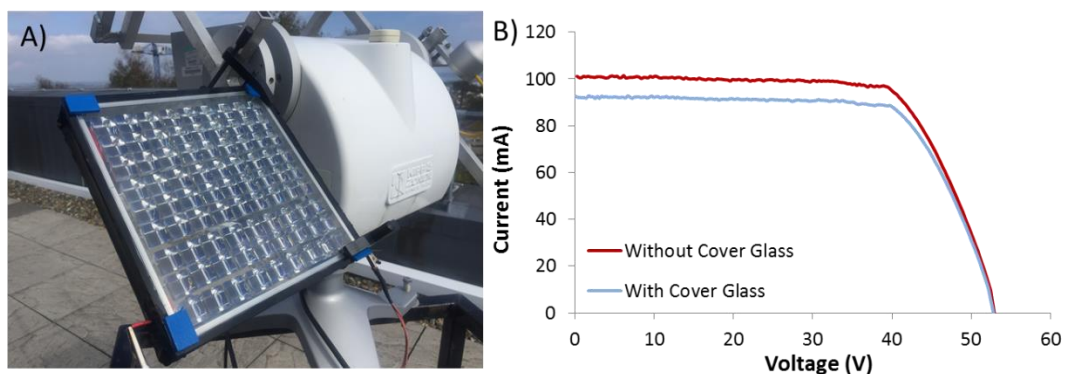 A)
B)
120
100
80
60
40
20
0
Current (mA)
Without Cover Glass
With Cover Glass
0 10 20 30 40 50 60
Voltage (V)